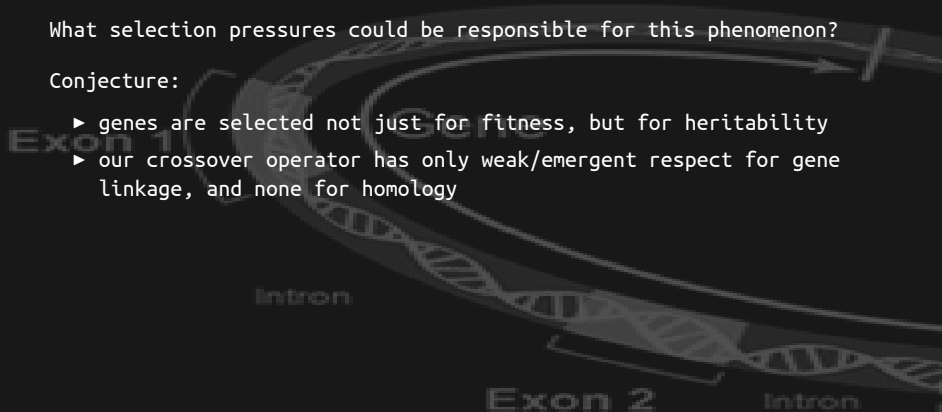 What selection pressures could be responsible for this phenomenon?
Conjecture:
► genes are selected not just for fitness, but for heritability
Gene
Exon 1
► our crossover operator has only weak/emergent respect for gene
linkage, and none for homology
Intron
Exon 2
Intron